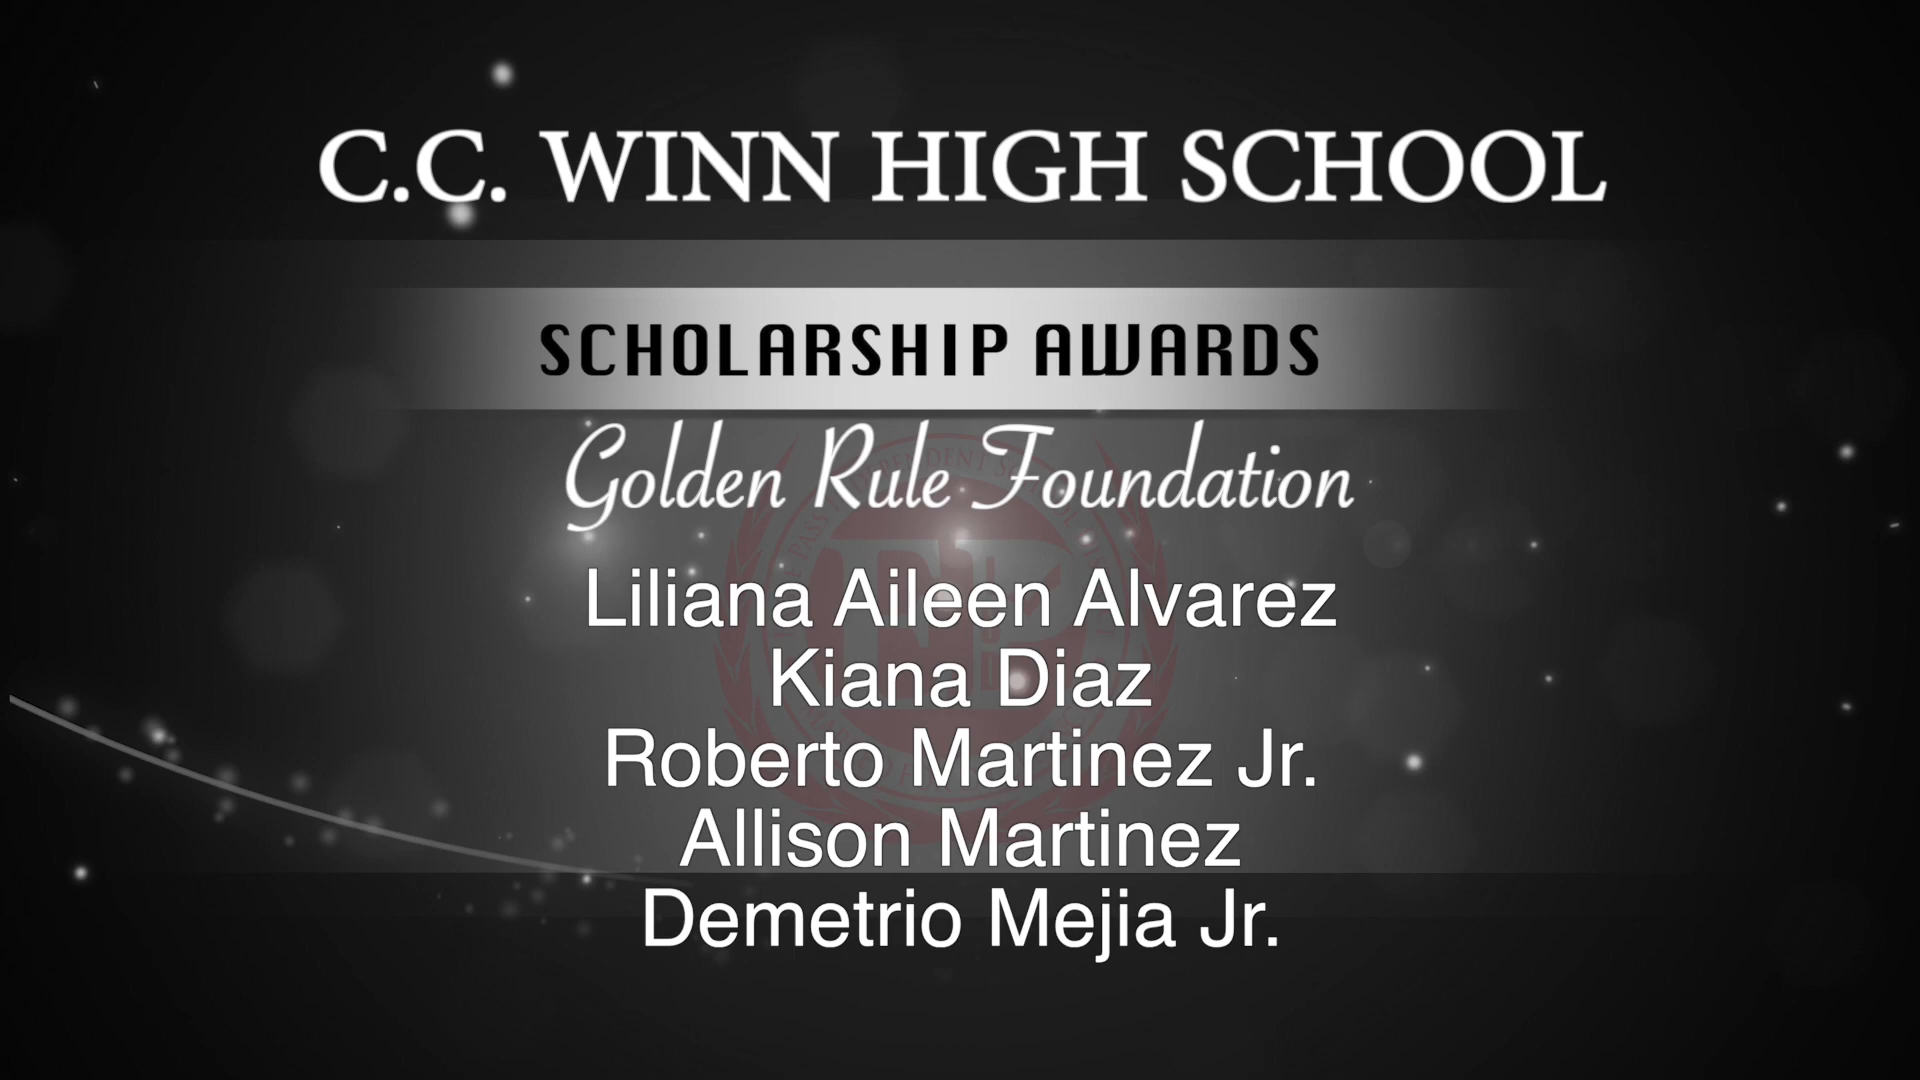 C.C. WINN HIGH SCHOOL
SCHOLARSHIP AWARDS
Golden Rule Foundation
Liliana Aileen Alvarez
Kiana Diaz
Roberto Martinez Jr.
Allison Martinez
Demetrio Mejia Jr.